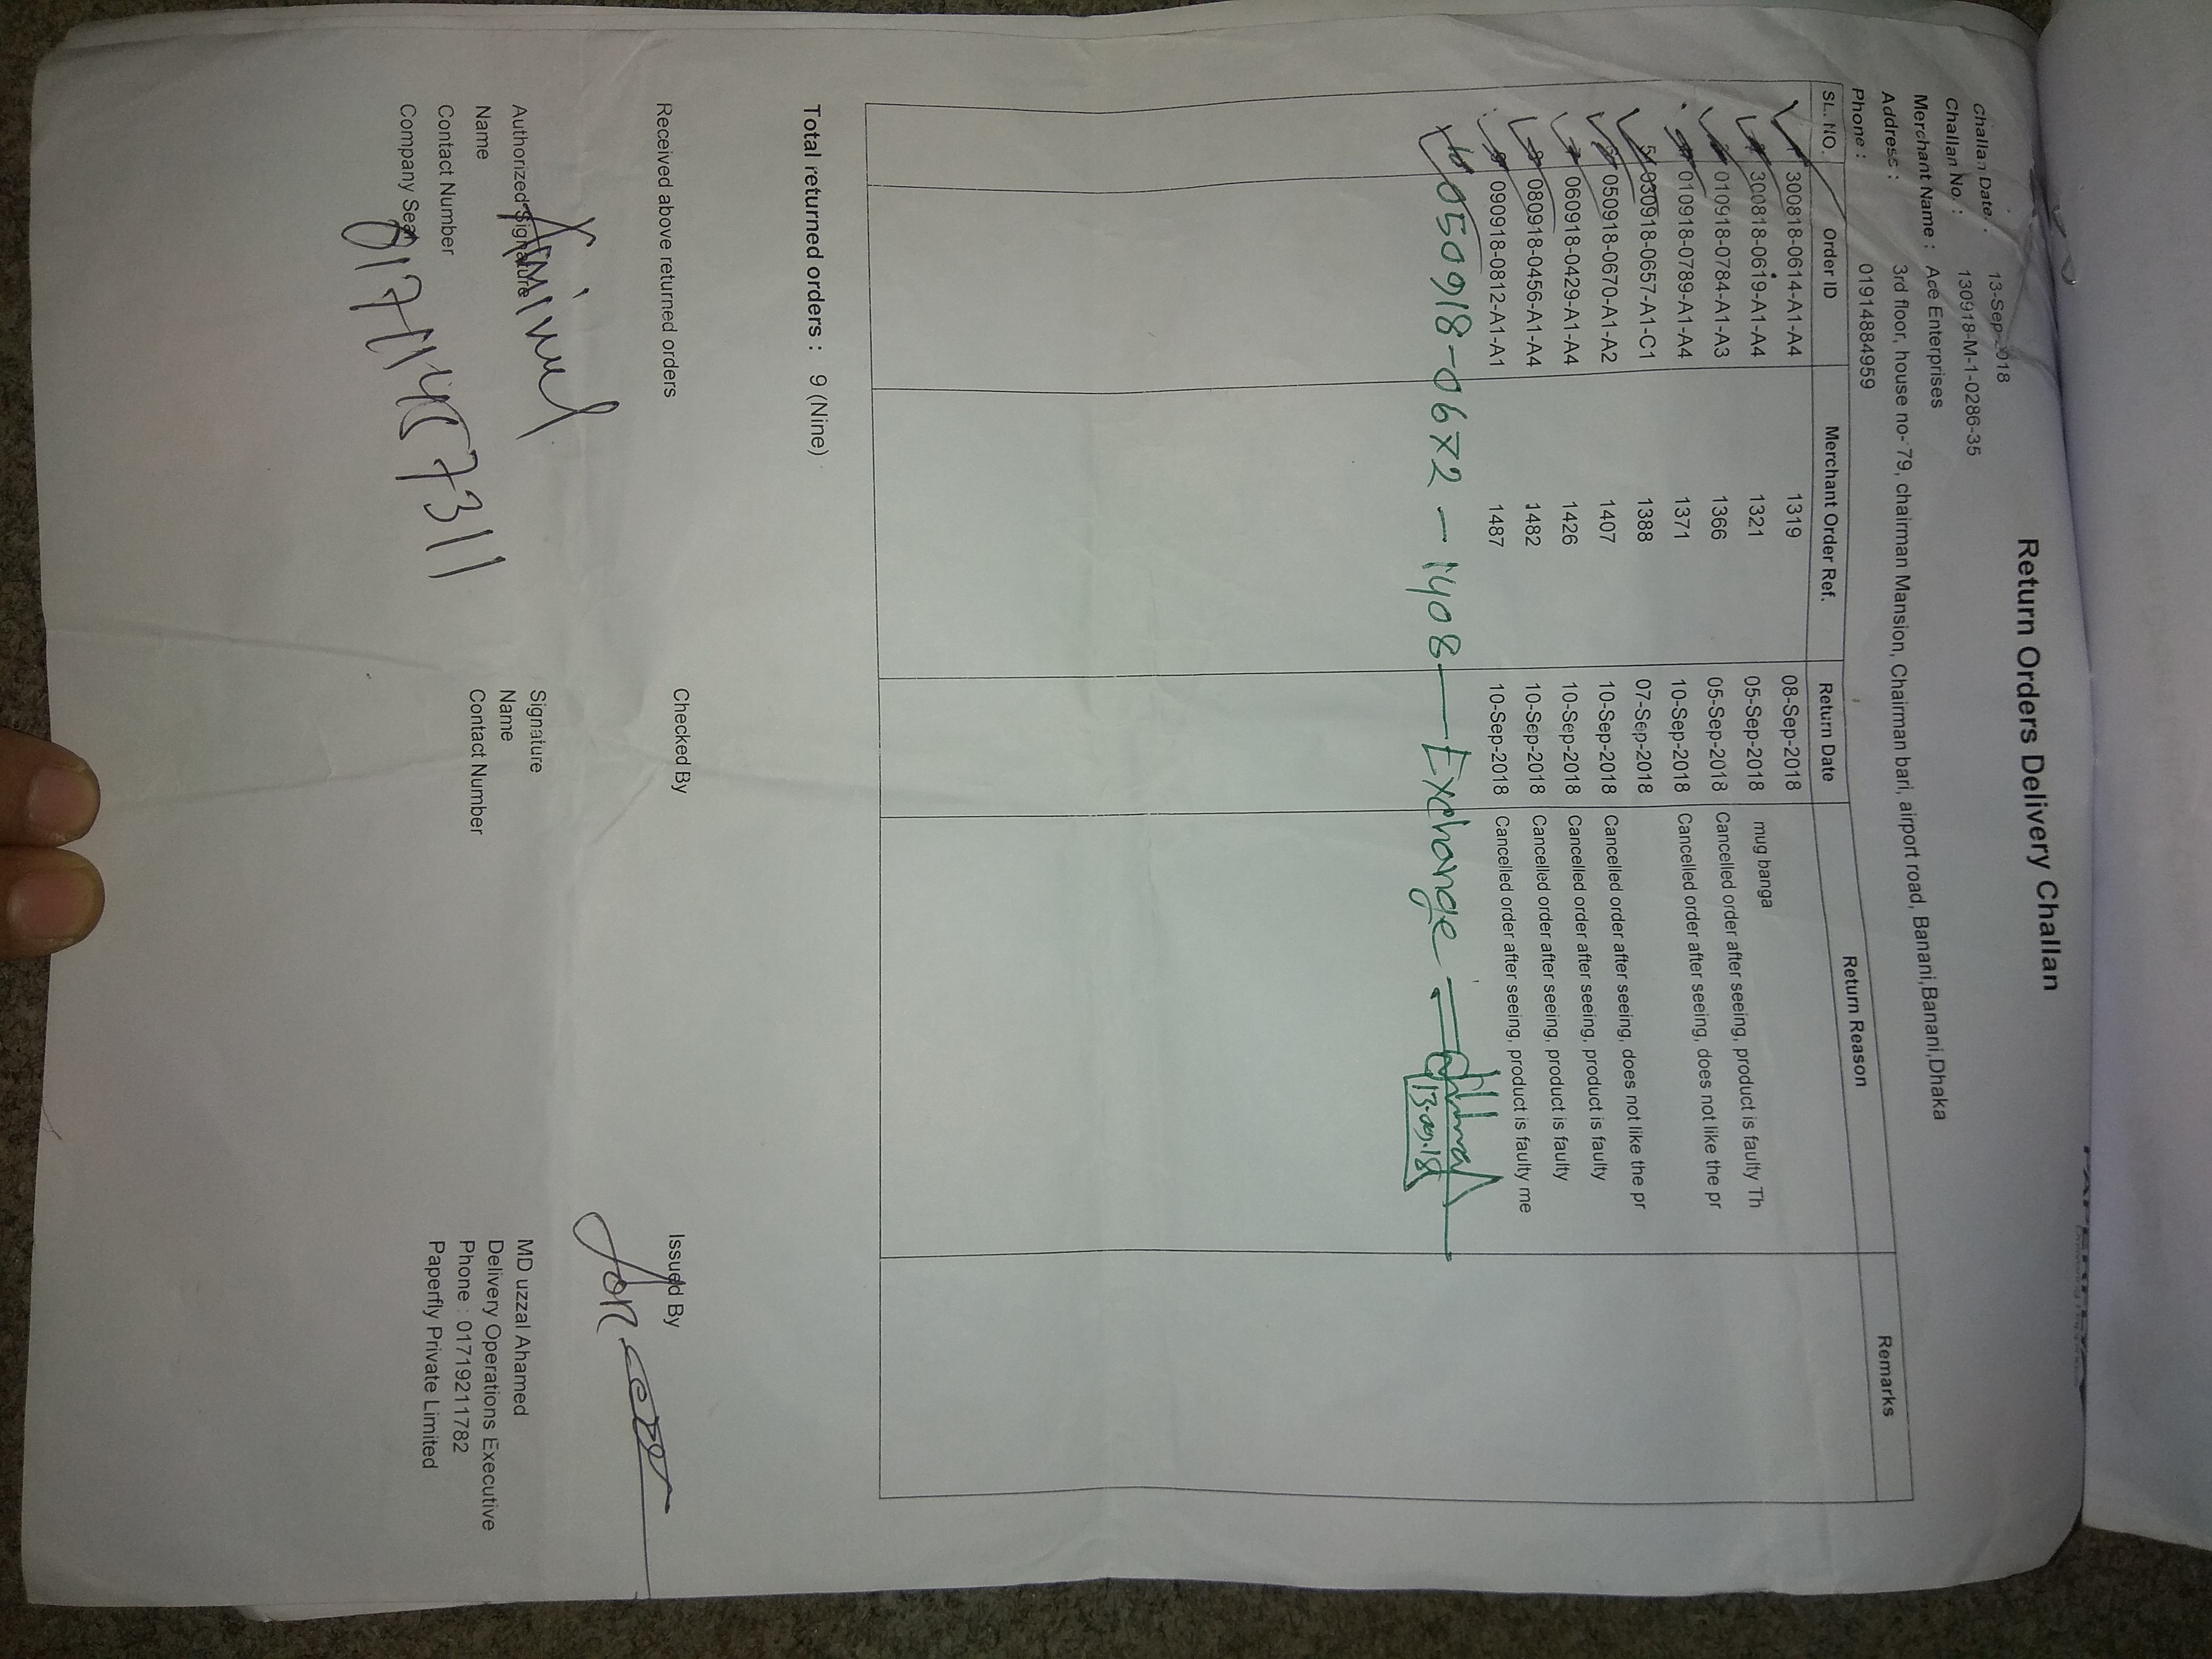 PAPERFLY
Return Orders Delivery Challan
Challan Date. : 13-Sep-2018
Challan No. : 130918-M-1-0286-35
Merchant Name : Ace Enterprises
Address : 3rd floor, house no- 79, chairman Mansion, Chairman bari, airport road, Banani,Banani,Dhaka
Phone : 01914884959
SL. NO. Order ID Merchant Order Ref. Return Date Return Reason Remarks
1 300818-0614-A1-A4 1319 08-Sep-2018
2 300818-0619-A1-A4 1321 05-Sep-2018 mug banga
3 010918-0784-A1-A3 1366 05-Sep-2018 Cancelled order after seeing, product is faulty Th
4 010918-0789-A1-A4 1371 10-Sep-2018 Cancelled order after seeing, does not like the pr
5 030918-0657-A1-C1 1388 07-Sep-2018
6 050918-0670-A1-A2 1407 10-Sep-2018 Cancelled order after seeing, does not like the pr
7 060918-0429-A1-A4 1426 10-Sep-2018 Cancelled order after seeing, product is faulty
8 080918-0456-A1-A4 1482 10-Sep-2018 Cancelled order after seeing, product is faulty
9 090918-0812-A1-A1 1487 10-Sep-2018 Cancelled order after seeing, product is faulty me
10 050918-0672 - 1408 - Exchange
13.09.18
Total returned orders : 9 (Nine)
Received above returned orders Checked By Issued By
Aminul
Authorized Signature Signature MD uzzal Ahamed
Name Name Delivery Operations Executive
Contact Number Contact Number Phone : 01719211782
Company Seal Paperfly Private Limited
01711457311